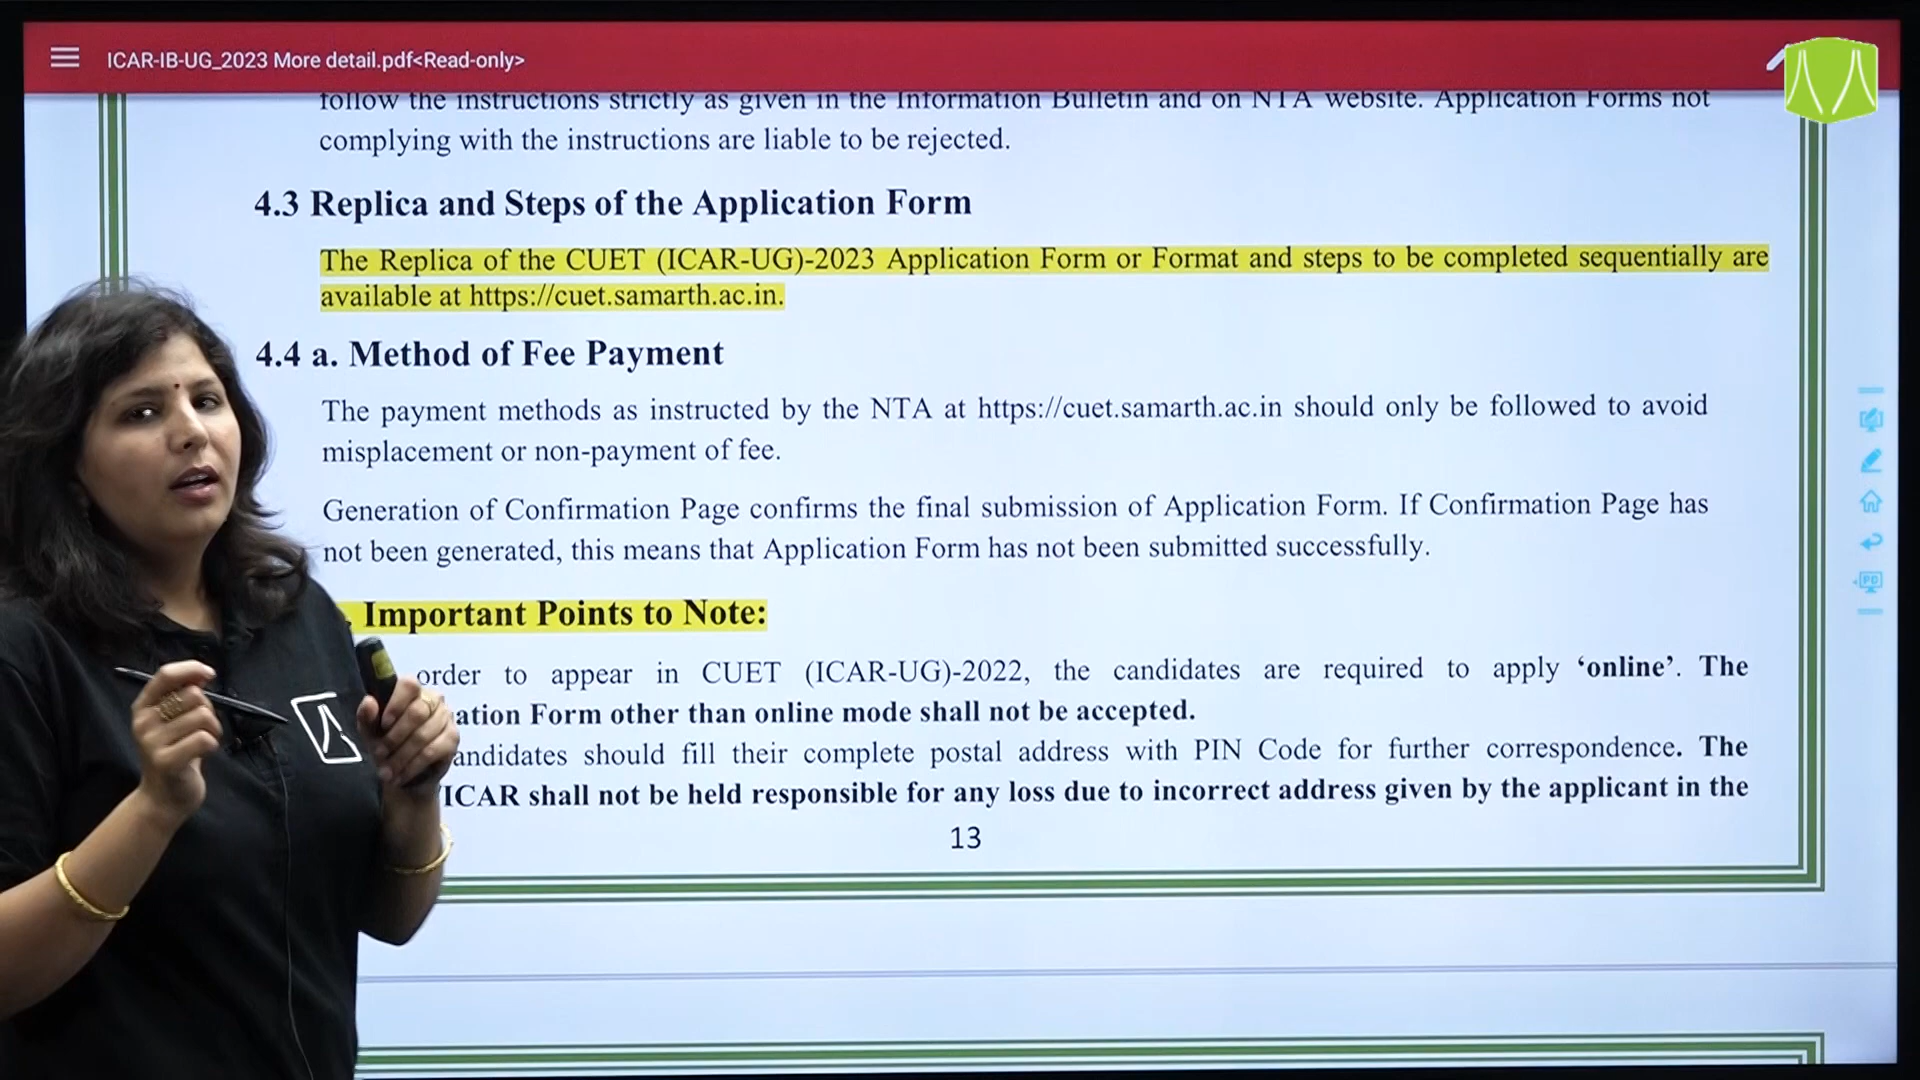 ICAR-IB-UG_2023 More detail.pdf<Read-only>
follow the instructions strictly as given in the Information Bulletin and on NTA website. Application Forms not
complying with the instructions are liable to be rejected.
4.3 Replica and Steps of the Application Form
The Replica of the CUET (ICAR-UG)-2023 Application Form or Format and steps to be completed sequentially are
available at https://cuet.samarth.ac.in.
4.4 a. Method of Fee Payment
The payment methods as instructed by the NTA at https://cuet.samarth.ac.in should only be followed to avoid
misplacement or non-payment of fee.
Generation of Confirmation Page confirms the final submission of Application Form. If Confirmation Page has
not been generated, this means that Application Form has not been submitted successfully.
. Important Points to Note:
order to appear in CUET (ICAR-UG)-2022, the candidates are required to apply ‘online’. The
ation Form other than online mode shall not be accepted.
andidates should fill their complete postal address with PIN Code for further correspondence. The
ICAR shall not be held responsible for any loss due to incorrect address given by the applicant in the
13
PD